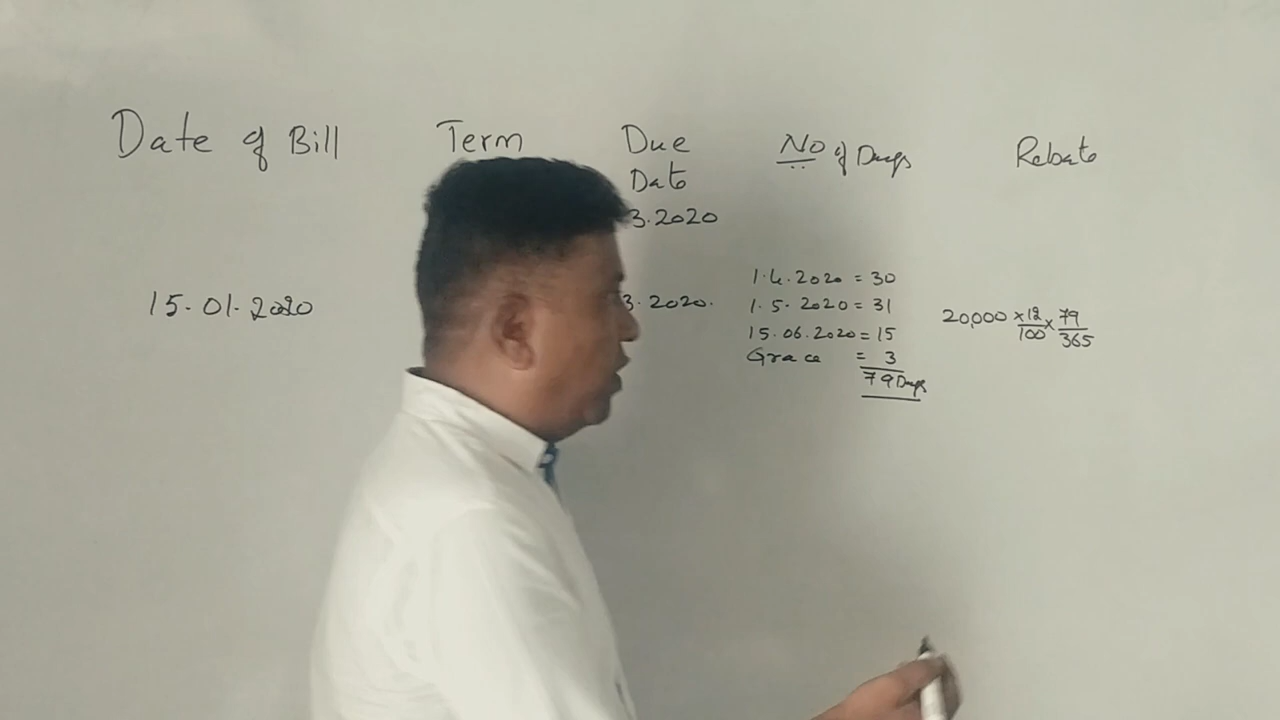 Date of Bill
Term
Due
Date
No of Days
Rebate
3.2020
15.01.2020
3.2020.
1.4.2020 = 30
1.5.2020 = 31
15.06.2020 = 15
Grace = 3
79 Days
20,000 × 12/100 × 79/365